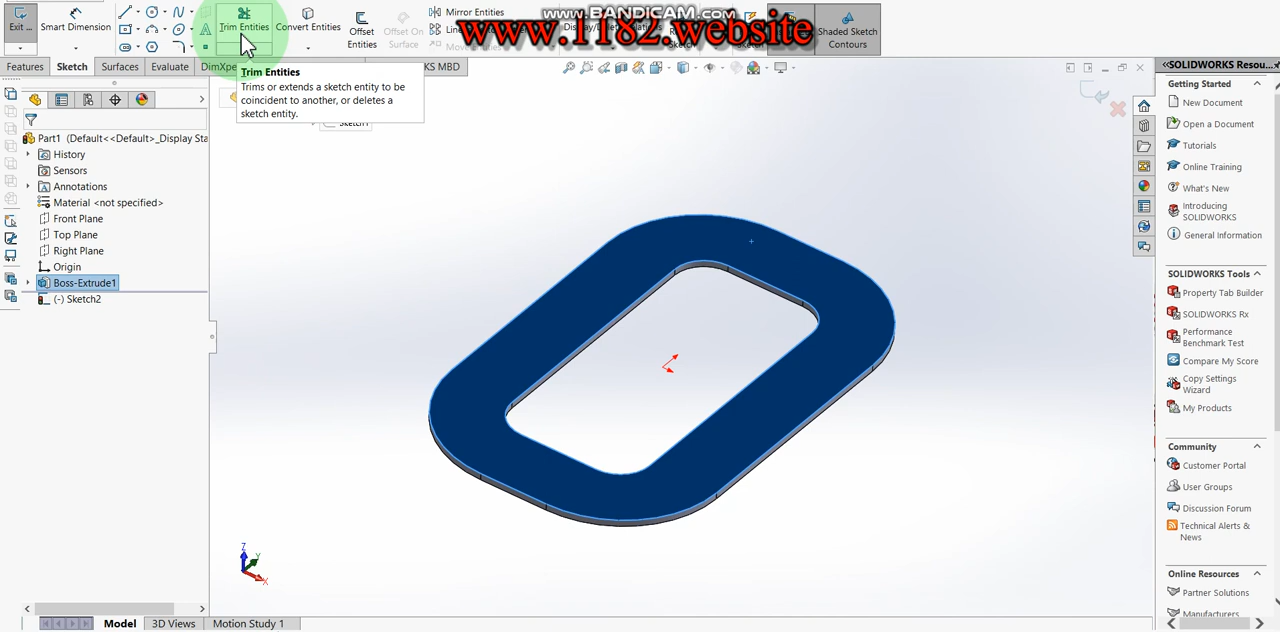 www.BANDICAM.com
www.1182.website
Exit ...
Smart Dimension
Trim Entities
Convert Entities
Offset
Entities
Offset On
Surface
Mirror Entities
Shaded Sketch
Contours
Features
Sketch
Surfaces
Evaluate
DimXpe
KS MBD
Trim Entities
Trims or extends a sketch entity to be
coincident to another, or deletes a
sketch entity.
Part1 (Default<<Default>_Display Sta
History
Sensors
Annotations
Material <not specified>
Front Plane
Top Plane
Right Plane
Origin
Boss-Extrude1
(-) Sketch2
Z
Y
X
Model
3D Views
Motion Study 1
SOLIDWORKS Resou...
Getting Started
New Document
Open a Document
Tutorials
Online Training
What's New
Introducing
SOLIDWORKS
General Information
SOLIDWORKS Tools
Property Tab Builder
SOLIDWORKS Rx
Performance
Benchmark Test
Compare My Score
Copy Settings
Wizard
My Products
Community
Customer Portal
User Groups
Discussion Forum
Technical Alerts &
News
Online Resources
Partner Solutions
Manufacturers